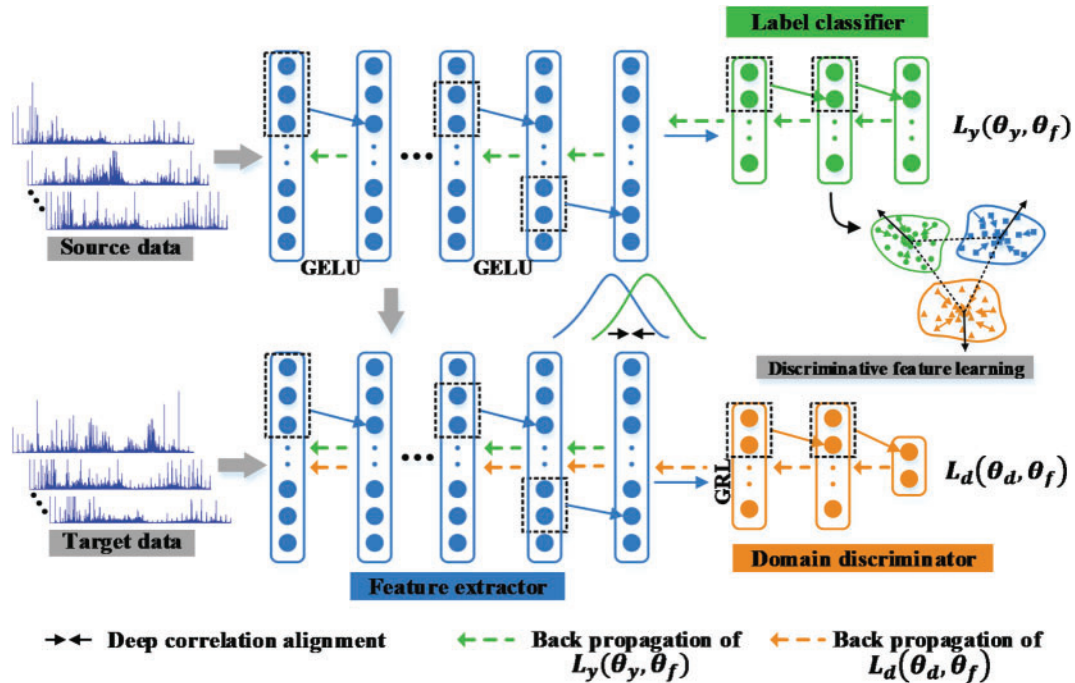 Label classifier
L_y(θ_y, θ_f)
Source data
GELU
GELU
Discriminative feature learning
GRL
L_d(θ_d, θ_f)
Target data
Feature extractor
Domain discriminator
Deep correlation alignment
Back propagation of
L_y(θ_y, θ_f)
Back propagation of
L_d(θ_d, θ_f)